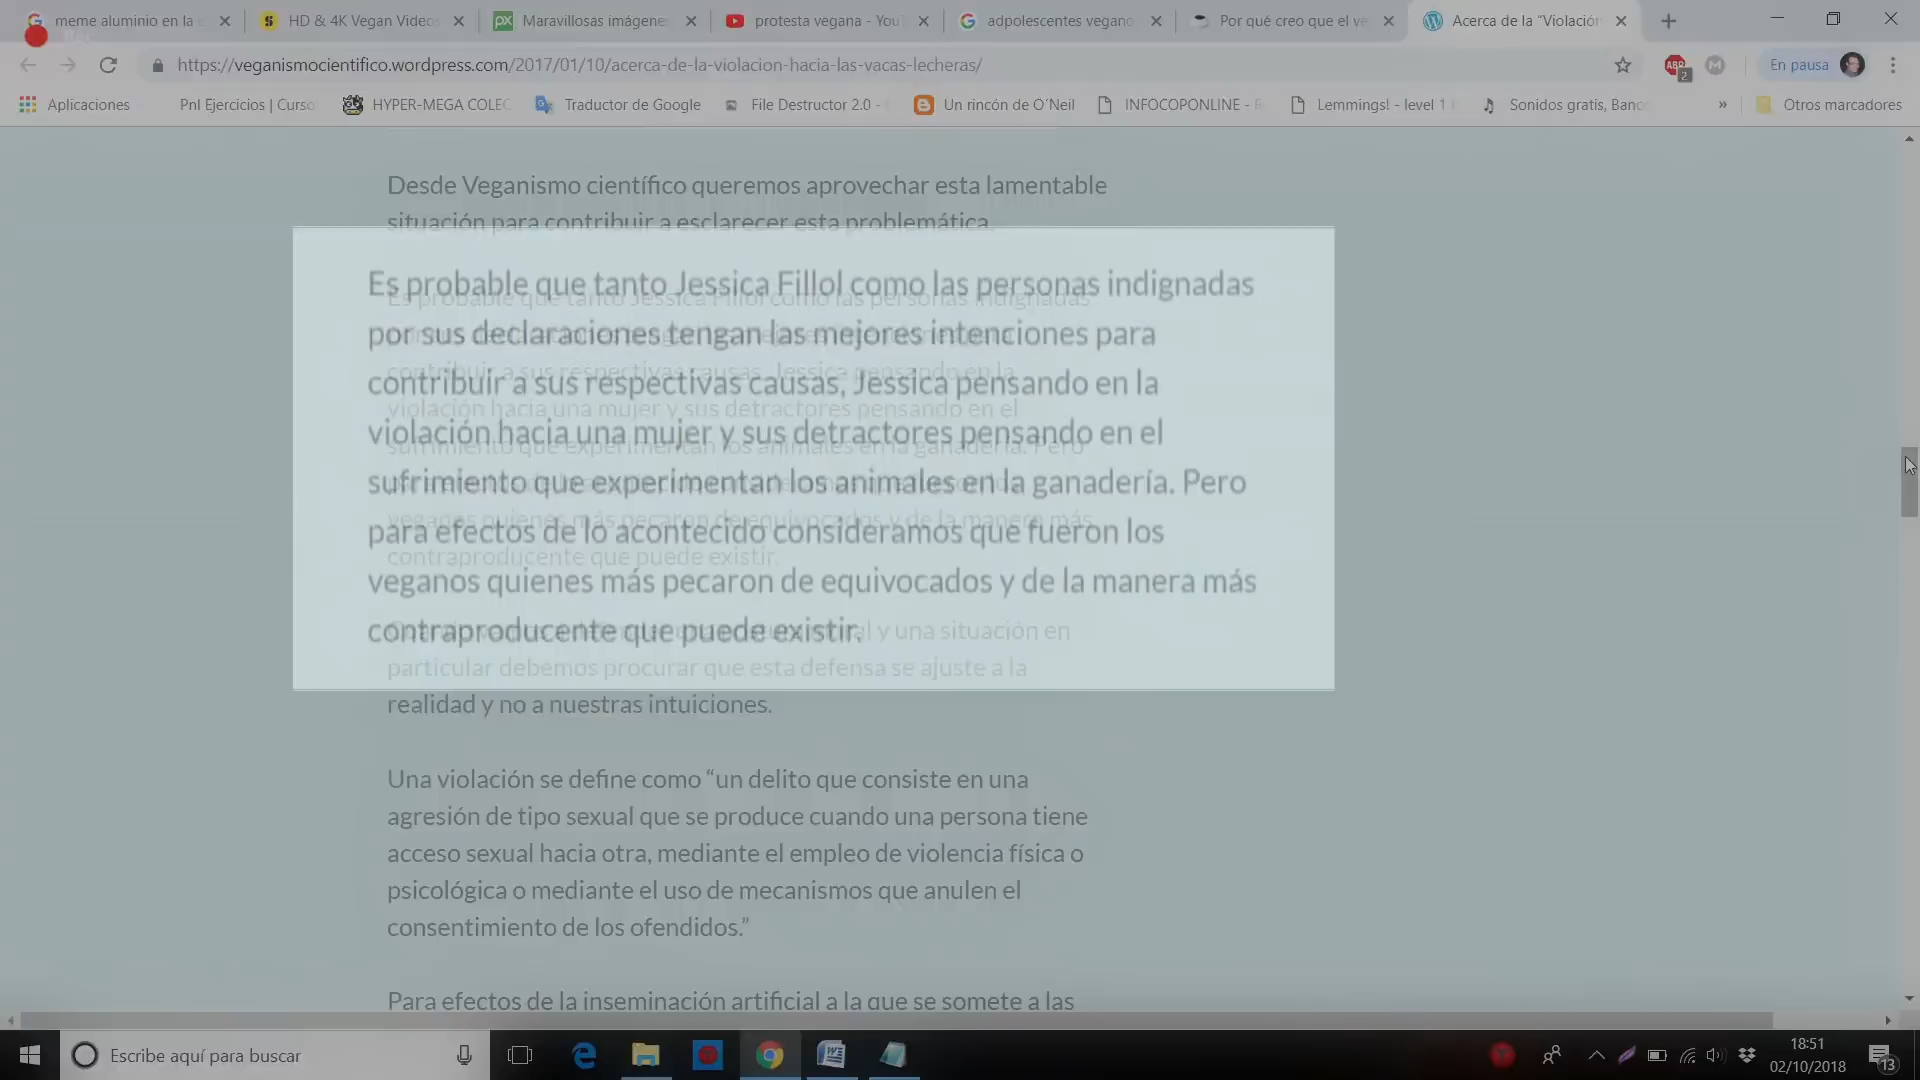 meme aluminio en la
HD & 4K Vegan Videos
Maravillosas imágene
protesta vegana - You
adpolescentes vegano
Por qué creo que el ve
Acerca de la “Violación
https://veganismocientifico.wordpress.com/2017/01/10/acerca-de-la-violacion-hacia-las-vacas-lecheras/
ABP
2
En pausa
Aplicaciones
Pnl Ejercicios | Curso
HYPER-MEGA COLEC
Traductor de Google
File Destructor 2.0 -
Un rincón de O´Neil
INFOCOPONLINE -
Lemmings! - level 1
Sonidos gratis, Banc
»
Otros marcadores
Desde Veganismo científico queremos aprovechar esta lamentable
situación para contribuir a esclarecer esta problemática.
Es probable que tanto Jessica Fillol como las personas indignadas
por sus declaraciones tengan las mejores intenciones para
contribuir a sus respectivas causas, Jessica pensando en la
violación hacia una mujer y sus detractores pensando en el
sufrimiento que experimentan los animales en la ganadería. Pero
para efectos de lo acontecido consideramos que fueron los
veganos quienes más pecaron de equivocados y de la manera más
contraproducente que puede existir.
l y una situación en
particular debemos procurar que esta defensa se ajuste a la
realidad y no a nuestras intuiciones.
Una violación se define como “un delito que consiste en una
agresión de tipo sexual que se produce cuando una persona tiene
acceso sexual hacia otra, mediante el empleo de violencia física o
psicológica o mediante el uso de mecanismos que anulen el
consentimiento de los ofendidos.”
Para efectos de la inseminación artificial a la que se somete a las
Escribe aquí para buscar
18:51
02/10/2018
13